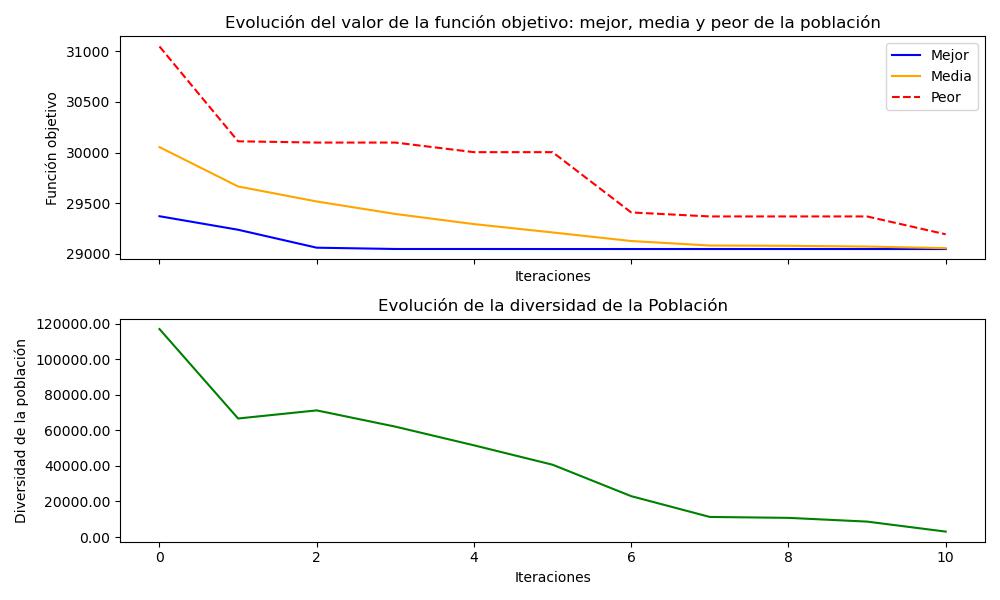 Evolución del valor de la función objetivo: mejor, media y peor de la población
31000
30500
30000
29500
29000
Función objetivo
Mejor
Media
Peor
Iteraciones
Evolución de la diversidad de la Población
120000.00
100000.00
80000.00
60000.00
40000.00
20000.00
0.00
Diversidad de la población
0 2 4 6 8 10
Iteraciones